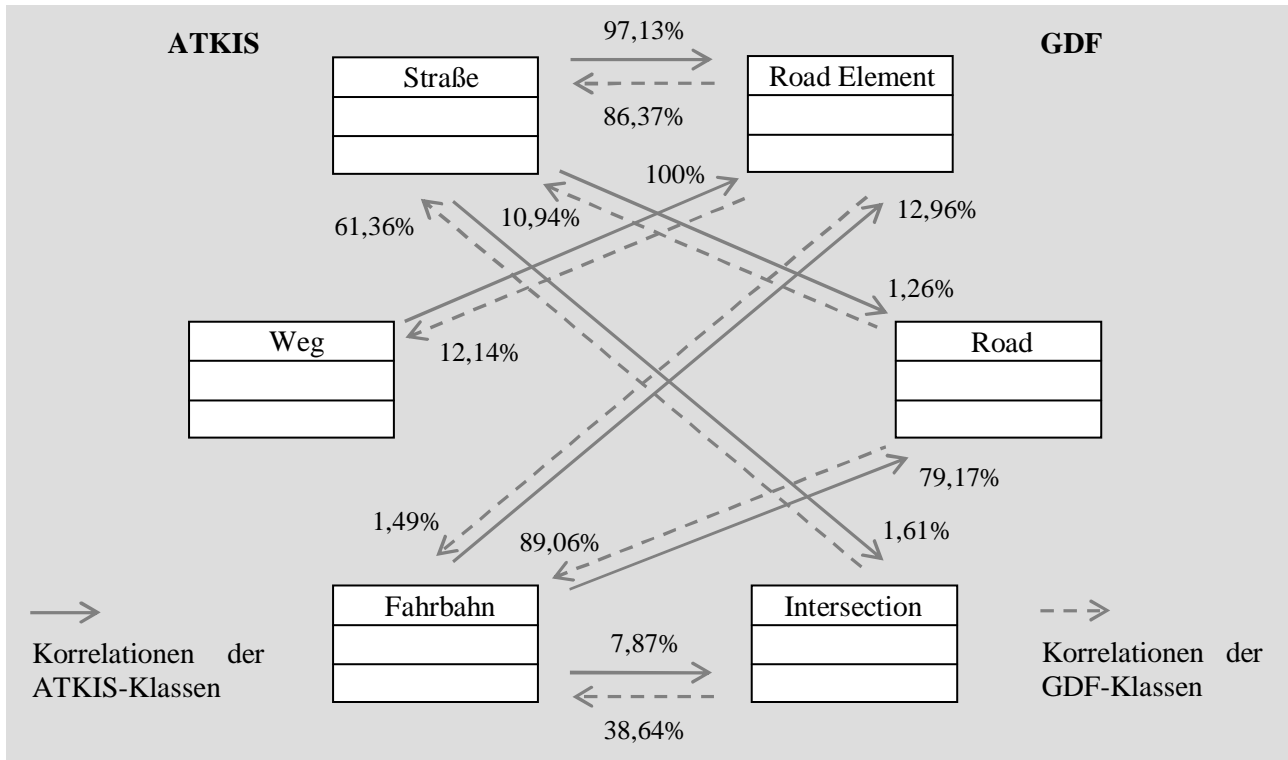 97,13%
ATKIS
GDF
Straße
Road Element
86,37%
100%
61,36%
10,94%
12,96%
1,26%
Weg
12,14%
Road
79,17%
1,49%
89,06%
1,61%
Fahrbahn
Intersection
7,87%
Korrelationen der
ATKIS-Klassen
Korrelationen der
GDF-Klassen
38,64%